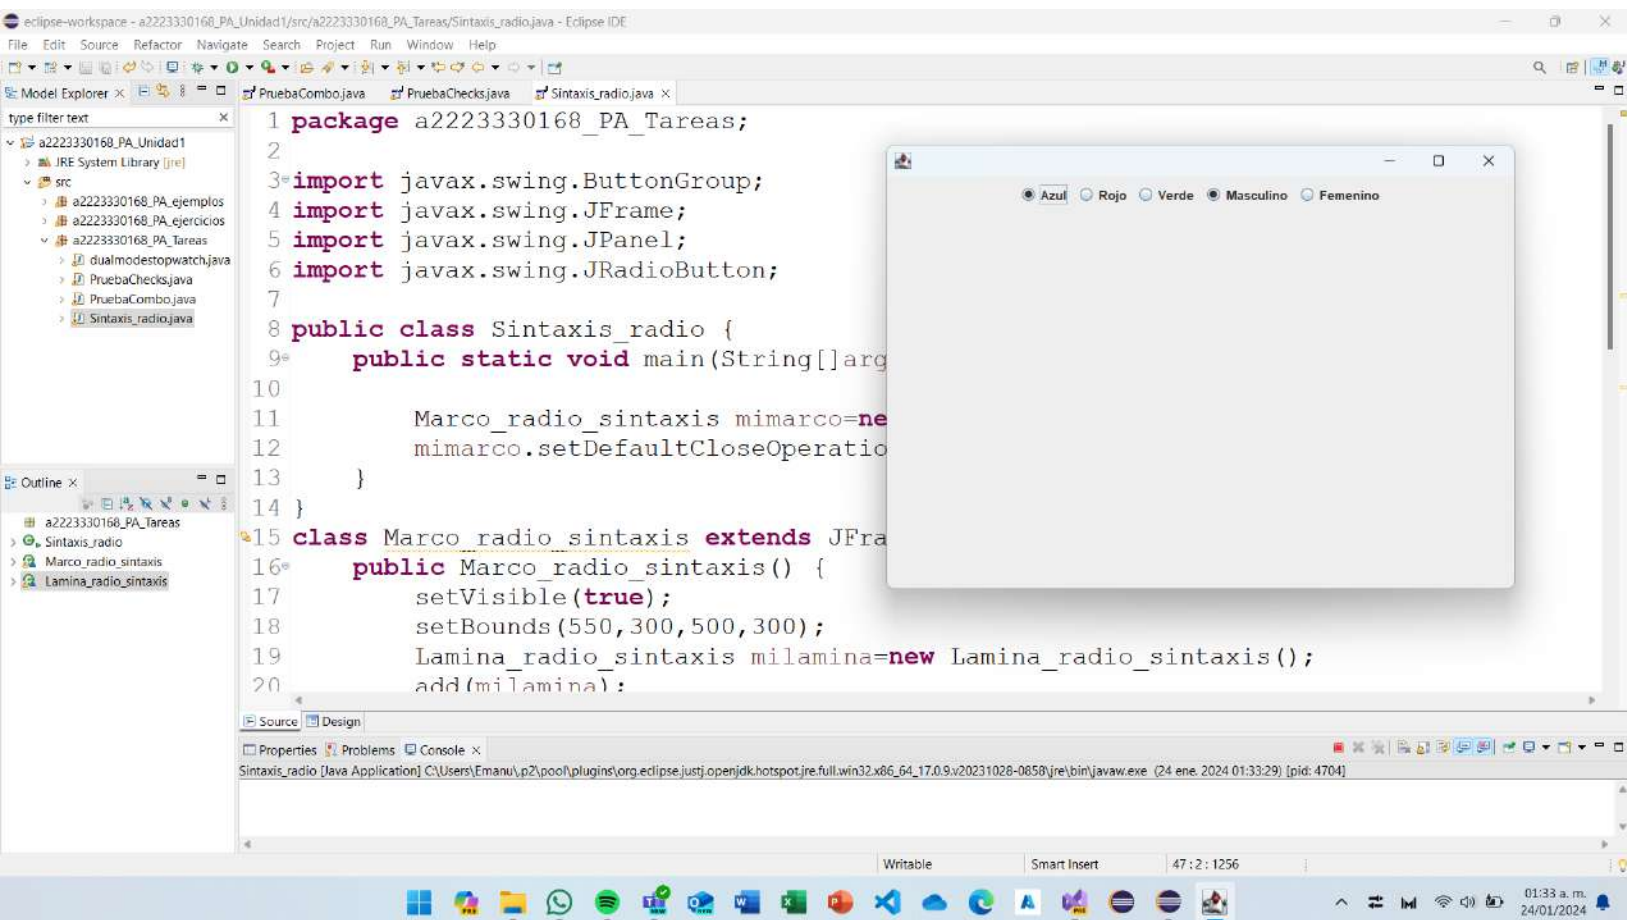 eclipse-workspace - a2223330168_PA_Unidad1/src/a2223330168_PA_Tareas/Sintaxis_radio.java - Eclipse IDE
File Edit Source Refactor Navigate Search Project Run Window Help
Model Explorer
PruebaCombo.java PruebaChecks.java Sintaxis_radio.java
type filter text
a2223330168_PA_Unidad1
JRE System Library [jre]
src
a2223330168_PA_ejemplos
a2223330168_PA_ejercicios
a2223330168_PA_Tareas
dualmodestopwatch.java
PruebaChecks.java
PruebaCombo.java
Sintaxis_radio.java
Outline
a2223330168_PA_Tareas
Sintaxis_radio
Marco_radio_sintaxis
Lamina_radio_sintaxis
1 package a2223330168_PA_Tareas;
2
3 import javax.swing.ButtonGroup;
4 import javax.swing.JFrame;
5 import javax.swing.JPanel;
6 import javax.swing.JRadioButton;
7
8 public class Sintaxis_radio {
9 public static void main(String[]arg
10
11 Marco_radio_sintaxis mimarco=ne
12 mimarco.setDefaultCloseOperatio
13 }
14 }
15 class Marco_radio_sintaxis extends JFra
16 public Marco_radio_sintaxis() {
17 setVisible(true);
18 setBounds(550,300,500,300);
19 Lamina_radio_sintaxis milamina=new Lamina_radio_sintaxis();
20 add(milamina);
Azul Rojo Verde Masculino Femenino
Source Design
Properties Problems Console
Sintaxis_radio [Java Application] C:\Users\Emanu\.p2\pool\plugins\org.eclipse.justj.openjdk.hotspot.jre.full.win32.x86_64_17.0.9.v20231028-0858\jre\bin\javaw.exe (24 ene. 2024 01:33:29) [pid: 4704]
Writable Smart Insert 47 : 2 : 1256
01:33 a. m.
24/01/2024